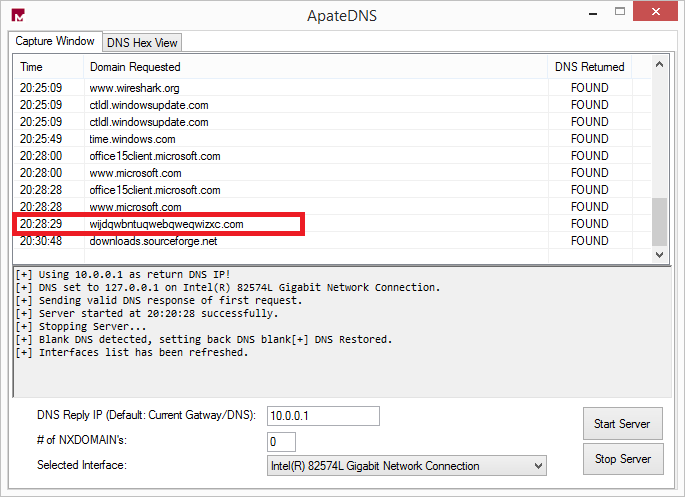 ApateDNS
Capture Window DNS Hex View
Time Domain Requested DNS Returned
20:25:09 www.wireshark.org FOUND
20:25:09 ctldl.windowsupdate.com FOUND
20:25:09 ctldl.windowsupdate.com FOUND
20:25:49 time.windows.com FOUND
20:28:00 office15client.microsoft.com FOUND
20:28:00 www.microsoft.com FOUND
20:28:28 office15client.microsoft.com FOUND
20:28:28 www.microsoft.com FOUND
20:28:29 wijdqwbntuqwebqweqwizxc.com FOUND
20:30:48 downloads.sourceforge.net FOUND
[+] Using 10.0.0.1 as return DNS IP!
[+] DNS set to 127.0.0.1 on Intel(R) 82574L Gigabit Network Connection.
[+] Sending valid DNS response of first request.
[+] Server started at 20:20:28 successfully.
[+] Stopping Server...
[+] Blank DNS detected, setting back DNS blank[+] DNS Restored.
[+] Interfaces list has been refreshed.
DNS Reply IP (Default: Current Gatway/DNS): 10.0.0.1
Start Server
# of NXDOMAIN's: 0
Stop Server
Selected Interface: Intel(R) 82574L Gigabit Network Connection